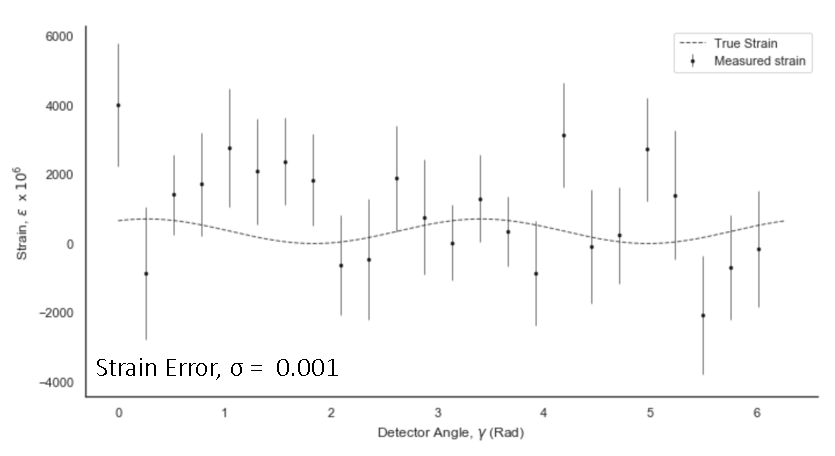 6000
True Strain
Measured strain
4000
2000
0
−2000
−4000
Strain, ε x 10⁶
Strain Error, σ = 0.001
0 1 2 3 4 5 6
Detector Angle, γ (Rad)